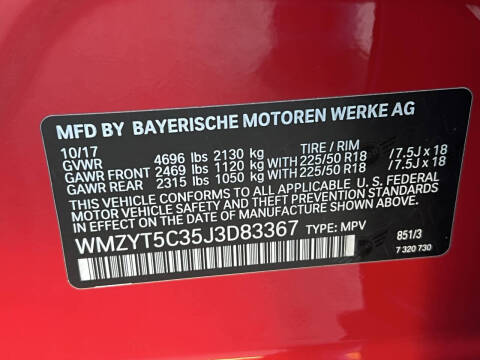 MFD BY BAYERISCHE MOTOREN WERKE AG
10/17 TIRE / RIM
GVWR 4696 lbs 2130 kg
GAWR FRONT 2469 lbs 1120 kg WITH 225/50 R18 /7.5J x 18
GAWR REAR 2315 lbs 1050 kg WITH 225/50 R18 /7.5J x 18
THIS VEHICLE CONFORMS TO ALL APPLICABLE U. S. FEDERAL
MOTOR VEHICLE SAFETY AND THEFT PREVENTION STANDARDS
IN EFFECT ON THE DATE OF MANUFACTURE SHOWN ABOVE.
WMZYT5C35J3D83367 TYPE: MPV 851/3
7 320 730